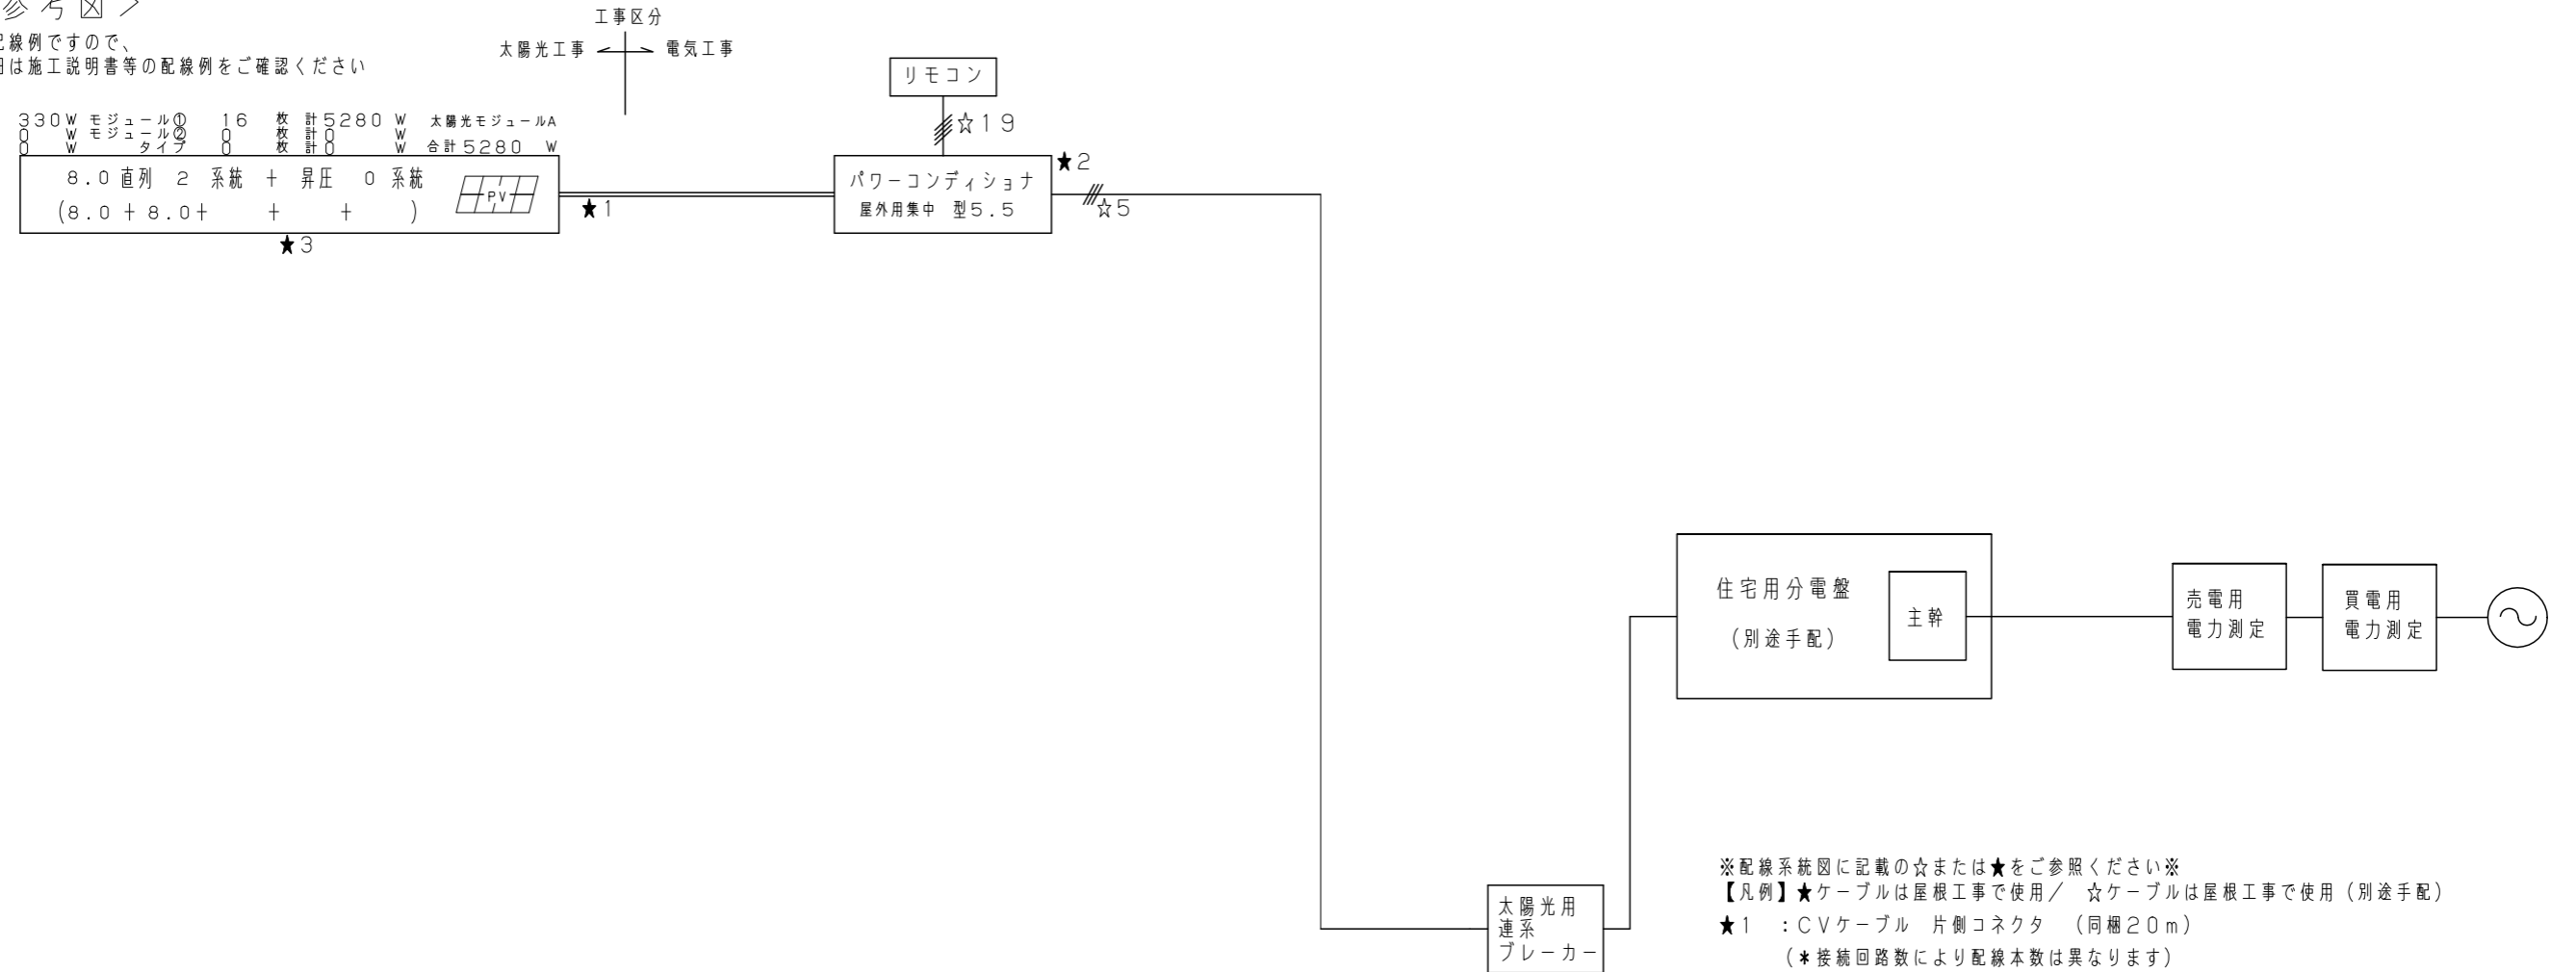 参考図>
配線例ですので、
細は施工説明書等の配線例をご確認ください
工事区分
太陽光工事 電気工事
リモコン
☆19
330W モジュール① 16 枚 計5280 W 太陽光モジュールA
0 W モジュール② 0 枚 計0 W
0 W タイプ 0 枚 計0 W 合計5280 W
8.0 直列 2 系統 + 昇圧 0 系統
(8.0 + 8.0+ + + )
PV
★1
★3
パワーコンディショナ
屋外用集中 型5.5
★2
☆5
住宅用分電盤
(別途手配)
主幹
売電用
電力測定
買電用
電力測定
太陽光用
連系
ブレーカー
※配線系統図に記載の☆または★をご参照ください※
【凡例】★ケーブルは屋根工事で使用/ ☆ケーブルは屋根工事で使用(別途手配)
★1 :CVケーブル 片側コネクタ (同梱20m)
(*接続回路数により配線本数は異なります)